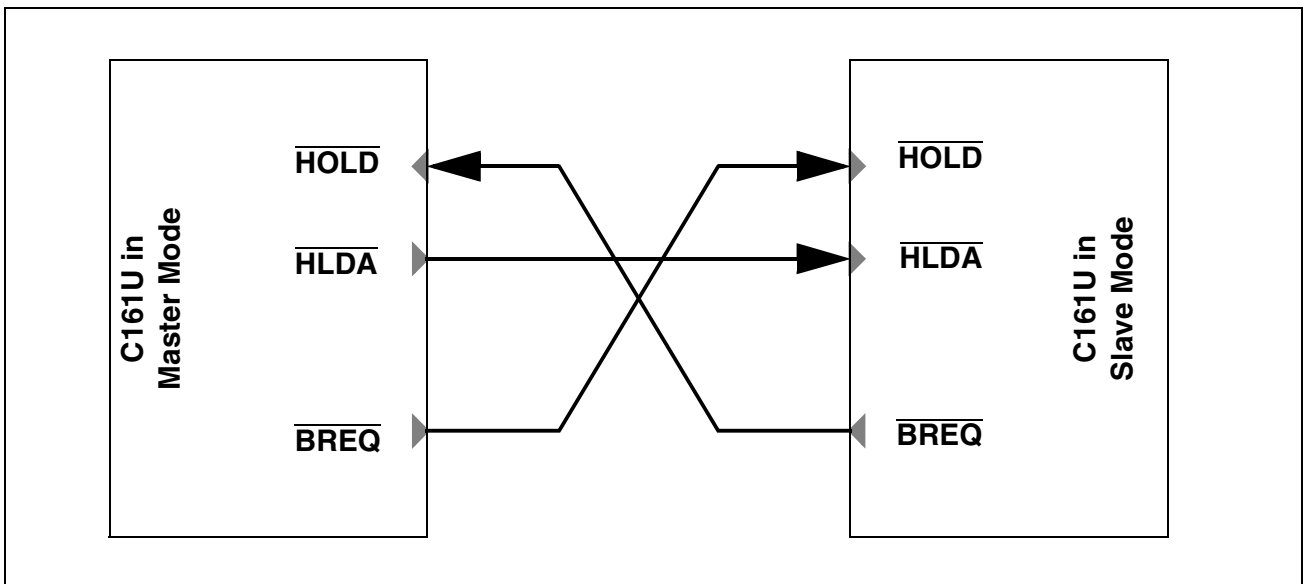 C161U in
Master Mode
HOLD
HLDA
BREQ
HOLD
HLDA
BREQ
C161U in
Slave Mode